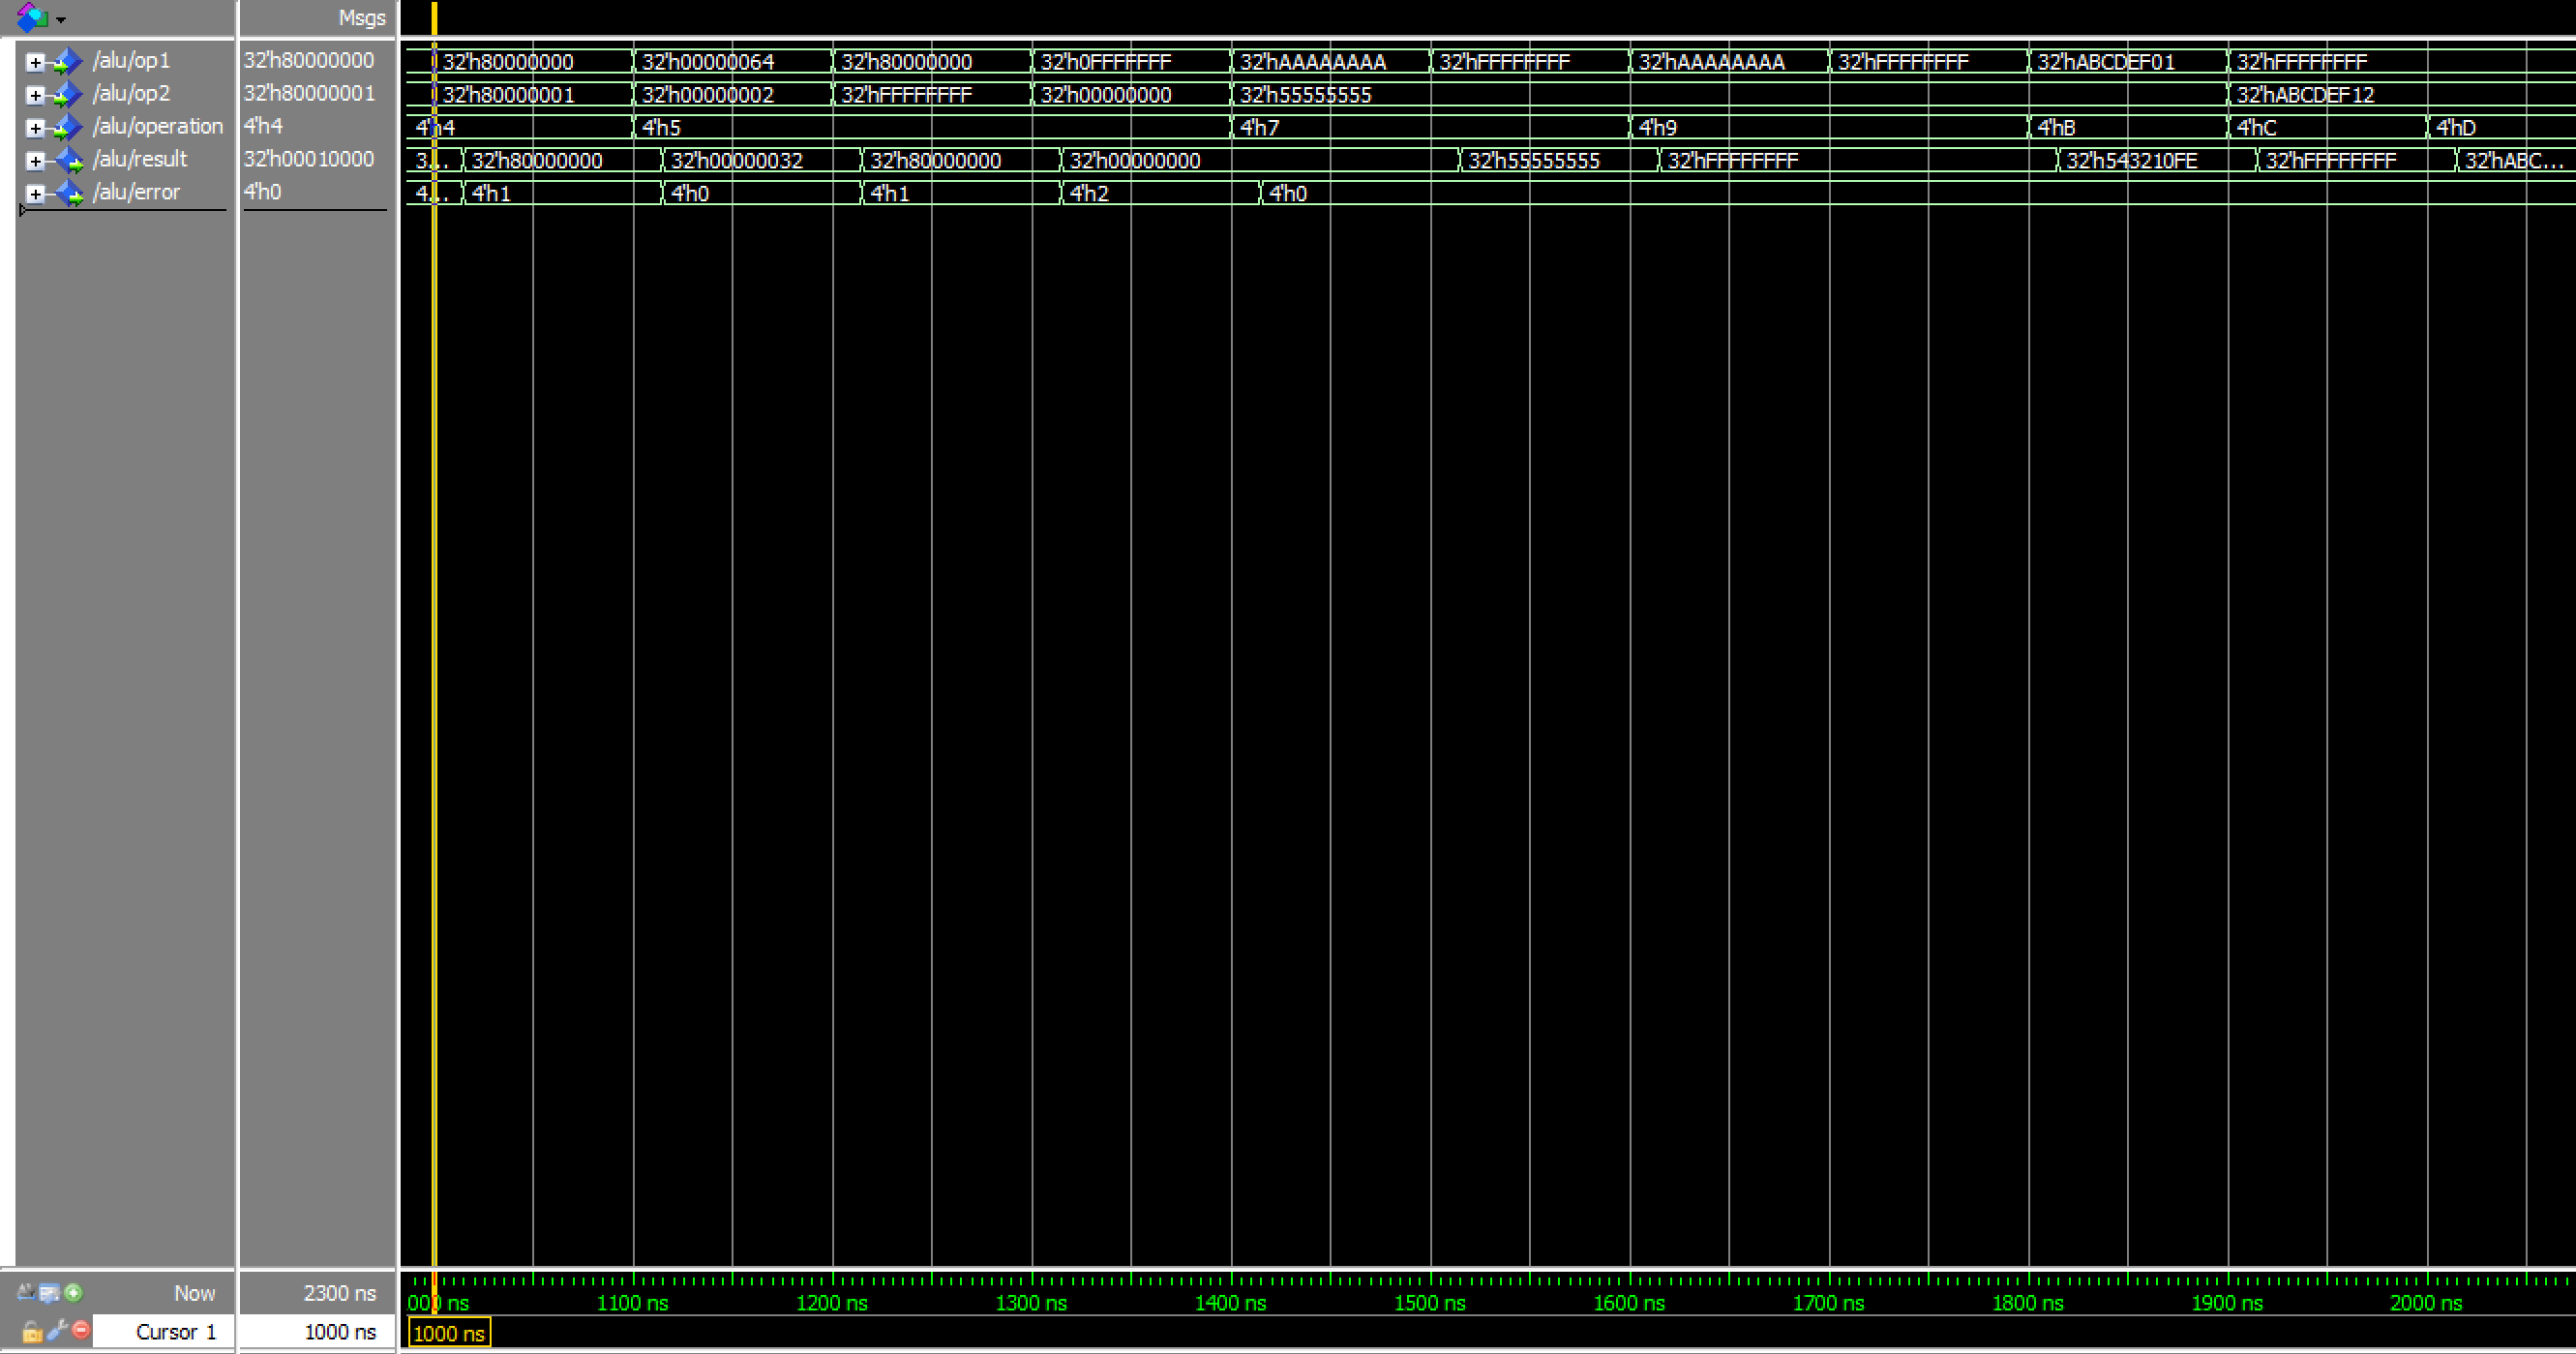 Msgs
/alu/op1 32'h80000000 32'h80000000 32'h00000064 32'h80000000 32'h0FFFFFFF 32'hAAAAAAAA 32'hFFFFFFFF 32'hAAAAAAAA 32'hFFFFFFFF 32'hABCDEF01 32'hFFFFFFFF
/alu/op2 32'h80000001 32'h80000001 32'h00000002 32'hFFFFFFFF 32'h00000000 32'h55555555 32'hABCDEF12
/alu/operation 4'h4 4'h4 4'h5 4'h7 4'h9 4'hB 4'hC 4'hD
/alu/result 32'h00010000 3... 32'h80000000 32'h00000032 32'h80000000 32'h00000000 32'h55555555 32'hFFFFFFFF 32'h543210FE 32'hFFFFFFFF 32'hABC...
/alu/error 4'h0 4... 4'h1 4'h0 4'h1 4'h2 4'h0
Now 2300 ns 000 ns 1100 ns 1200 ns 1300 ns 1400 ns 1500 ns 1600 ns 1700 ns 1800 ns 1900 ns 2000 ns
Cursor 1 1000 ns 1000 ns